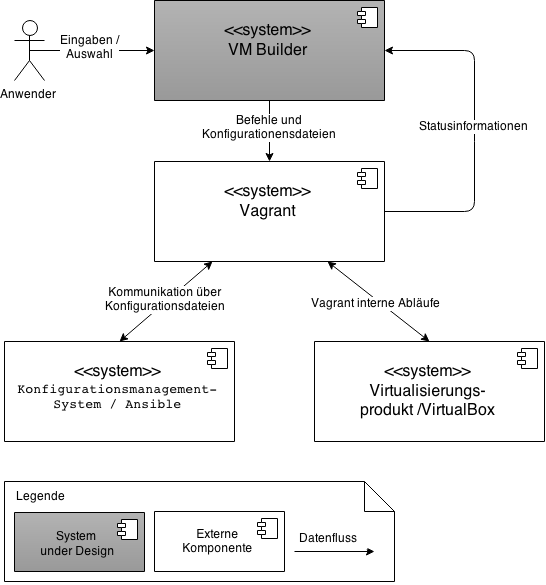 <<system>>
VM Builder
Eingaben /
Auswahl
Anwender
Befehle und
Konfigurationensdateien
Statusinformationen
<<system>>
Vagrant
Kommunikation über
Konfigurationsdateien
Vagrant interne Abläufe
<<system>>
Konfigurationsmanagement-
System / Ansible
<<system>>
Virtualisierungs-
produkt /VirtualBox
Legende
System
under Design
Externe
Komponente
Datenfluss